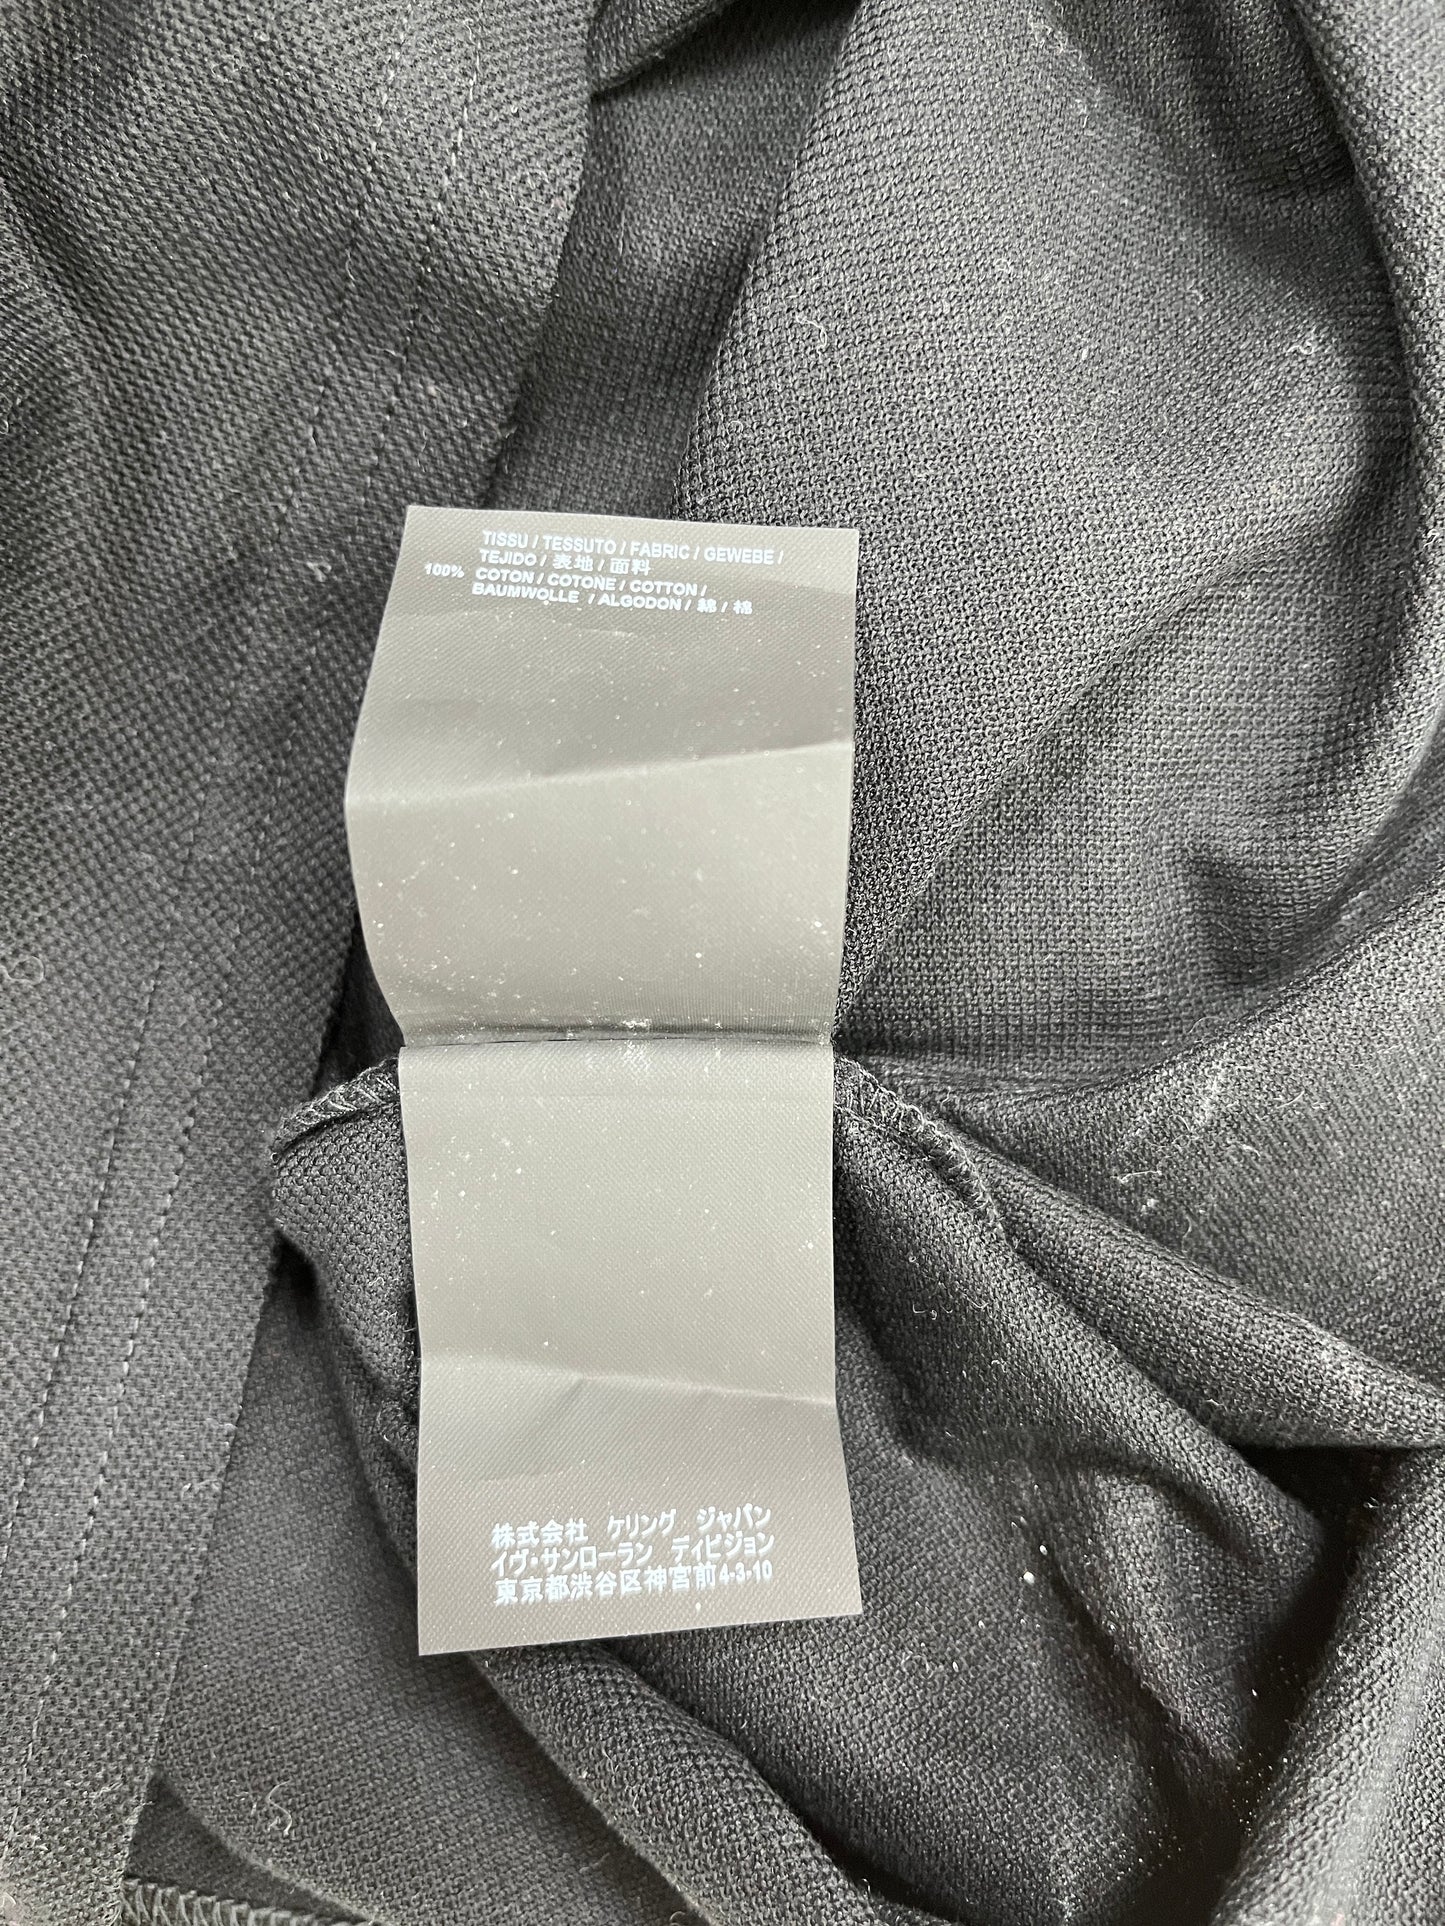 TISSU / TESSUTO / FABRIC / GEWEBE /
TEJIDO / 表地 / 面料
100% COTON / COTONE / COTTON /
BAUMWOLLE / ALGODON / 綿 / 棉
株式会社 ケリング ジャパン
イヴ・サンローラン ディビジョン
東京都渋谷区神宮前4-3-10